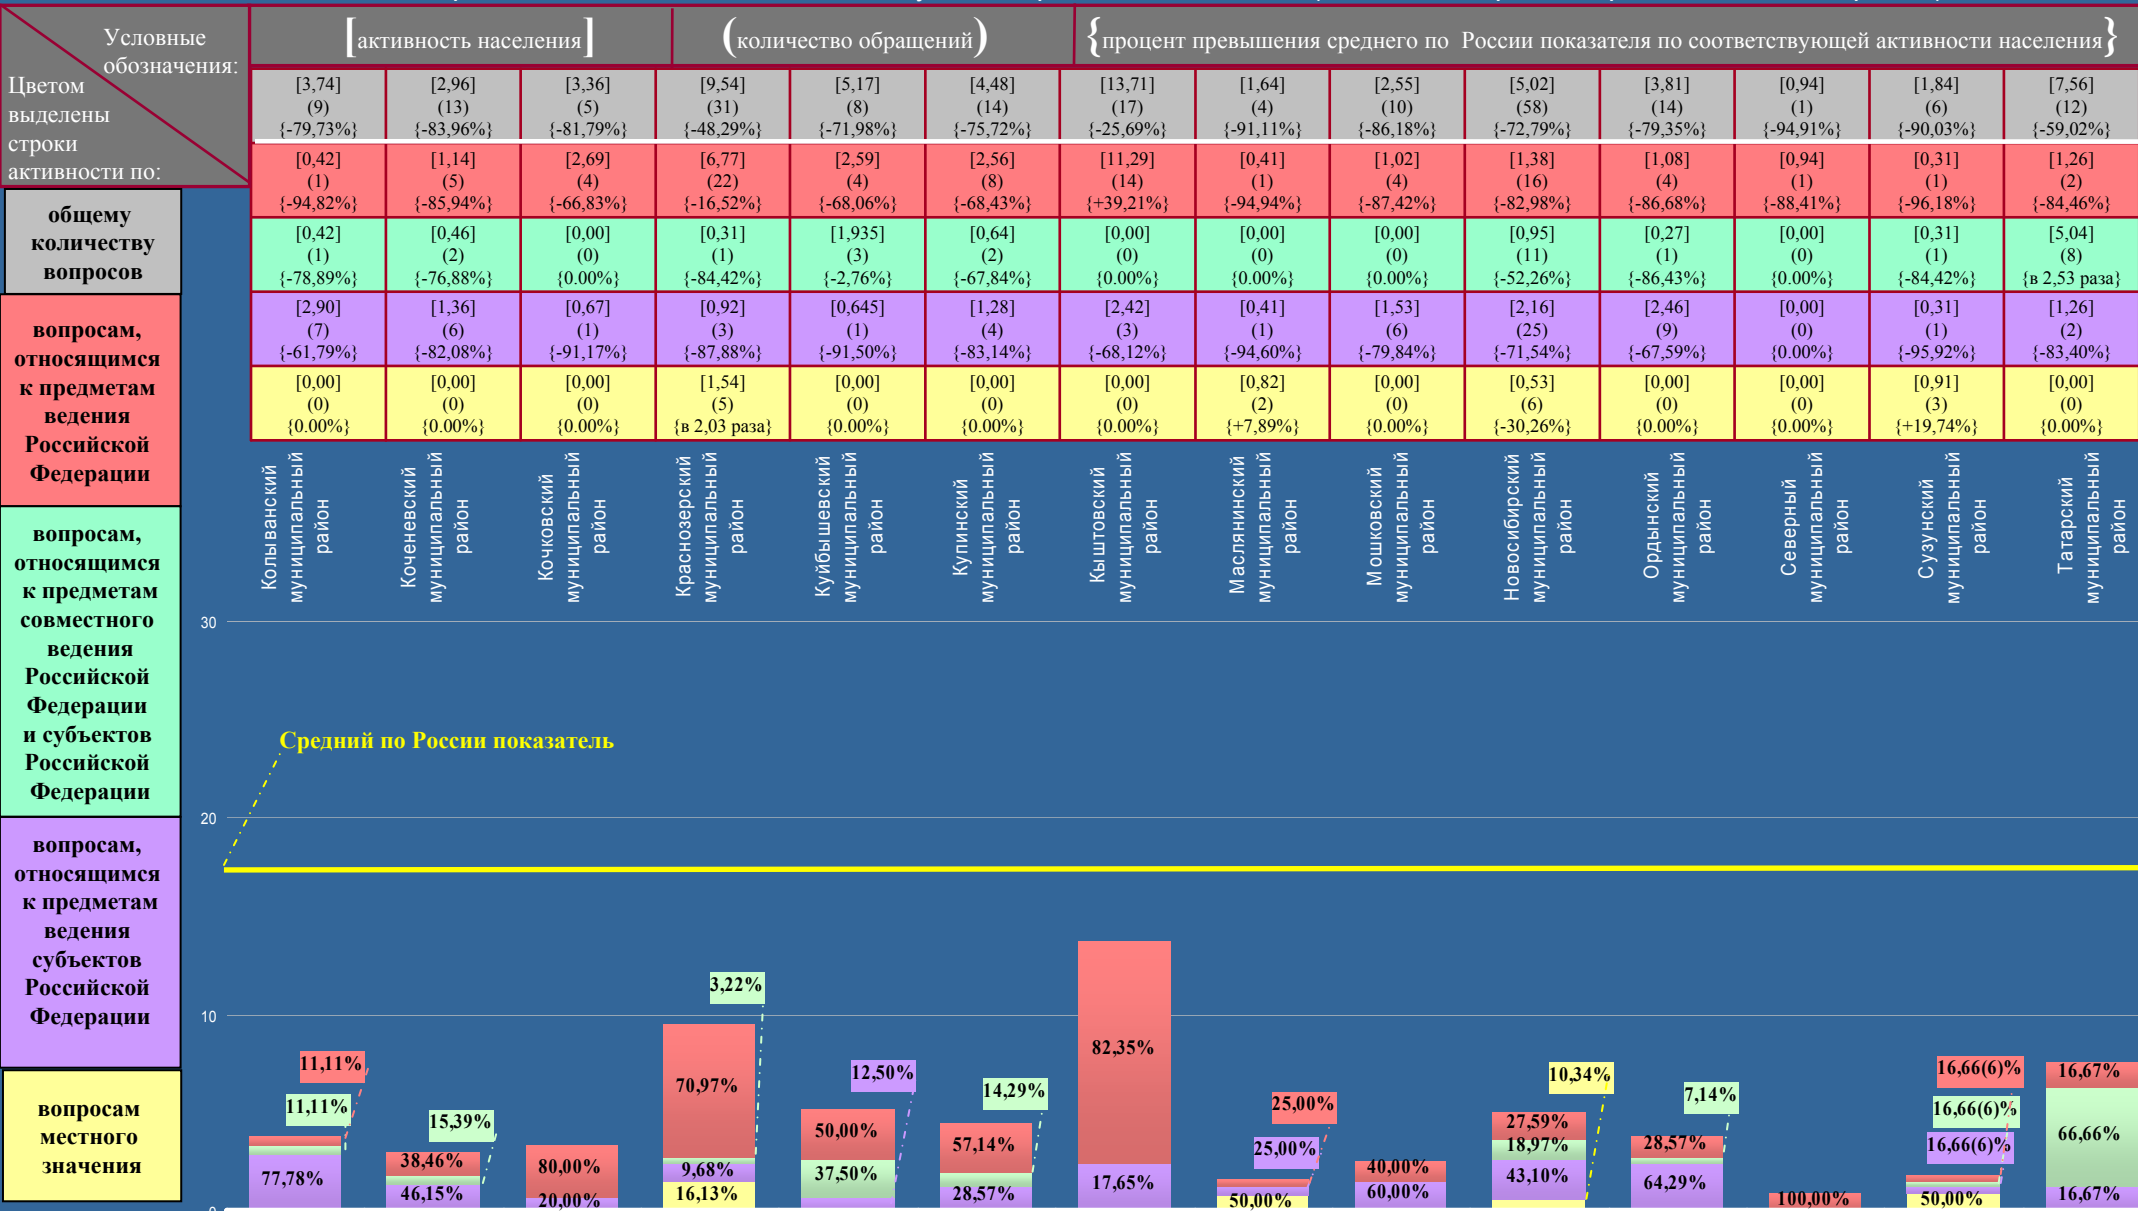 Условные
обозначения:
Цветом
выделены
строки
активности по:
[активность населения]
(количество обращений)
{процент превышения среднего по России показателя по соответствующей активности населения}
[3,74] [2,96] [3,36] [9,54] [5,17] [4,48] [13,71] [1,64] [2,55] [5,02] [3,81] [0,94] [1,84] [7,56]
(9) (13) (5) (31) (8) (14) (17) (4) (10) (58) (14) (1) (6) (12)
{-79,73%} {-83,96%} {-81,79%} {-48,29%} {-71,98%} {-75,72%} {-25,69%} {-91,11%} {-86,18%} {-72,79%} {-79,35%} {-94,91%} {-90,03%} {-59,02%}
[0,42] [1,14] [2,69] [6,77] [2,59] [2,56] [11,29] [0,41] [1,02] [1,38] [1,08] [0,94] [0,31] [1,26]
(1) (5) (4) (22) (4) (8) (14) (1) (4) (16) (4) (1) (1) (2)
{-94,82%} {-85,94%} {-66,83%} {-16,52%} {-68,06%} {-68,43%} {+39,21%} {-94,94%} {-87,42%} {-82,98%} {-86,68%} {-88,41%} {-96,18%} {-84,46%}
[0,42] [0,46] [0,00] [0,31] [1,935] [0,64] [0,00] [0,00] [0,00] [0,95] [0,27] [0,00] [0,31] [5,04]
(1) (2) (0) (1) (3) (2) (0) (0) (0) (11) (1) (0) (1) (8)
{-78,89%} {-76,88%} {0.00%} {-84,42%} {-2,76%} {-67,84%} {0.00%} {0.00%} {0.00%} {-52,26%} {-86,43%} {0.00%} {-84,42%} {в 2,53 раза}
[2,90] [1,36] [0,67] [0,92] [0,645] [1,28] [2,42] [0,41] [1,53] [2,16] [2,46] [0,00] [0,31] [1,26]
(7) (6) (1) (3) (1) (4) (3) (1) (6) (25) (9) (0) (1) (2)
{-61,79%} {-82,08%} {-91,17%} {-87,88%} {-91,50%} {-83,14%} {-68,12%} {-94,60%} {-79,84%} {-71,54%} {-67,59%} {0.00%} {-95,92%} {-83,40%}
[0,00] [0,00] [0,00] [1,54] [0,00] [0,00] [0,00] [0,82] [0,00] [0,53] [0,00] [0,00] [0,91] [0,00]
(0) (0) (0) (5) (0) (0) (0) (2) (0) (6) (0) (0) (3) (0)
{0.00%} {0.00%} {0.00%} {в 2,03 раза} {0.00%} {0.00%} {0.00%} {+7,89%} {0.00%} {-30,26%} {0.00%} {0.00%} {+19,74%} {0.00%}
общему
количеству
вопросов
вопросам,
относящимся
к предметам
ведения
Российской
Федерации
вопросам,
относящимся
к предметам
совместного
ведения
Российской
Федерации
и субъектов
Российской
Федерации
вопросам,
относящимся
к предметам
ведения
субъектов
Российской
Федерации
вопросам
местного
значения
Колыванский
муниципальный
район
Коченевский
муниципальный
район
Кочковский
муниципальный
район
Краснозерский
муниципальный
район
Куйбышевский
муниципальный
район
Купинский
муниципальный
район
Кыштовский
муниципальный
район
Маслянинский
муниципальный
район
Мошковский
муниципальный
район
Новосибирский
муниципальный
район
Ордынский
муниципальный
район
Северный
муниципальный
район
Сузунский
муниципальный
район
Татарский
муниципальный
район
30
Средний по России показатель
20
10
0
11,11%
11,11%
77,78%
15,39%
38,46%
46,15%
80,00%
20,00%
3,22%
70,97%
9,68%
16,13%
12,50%
50,00%
37,50%
14,29%
57,14%
28,57%
82,35%
17,65%
25,00%
25,00%
50,00%
40,00%
60,00%
10,34%
27,59%
18,97%
43,10%
7,14%
28,57%
64,29%
100,00%
16,66(6)%
16,66(6)%
16,66(6)%
50,00%
16,67%
66,66%
16,67%